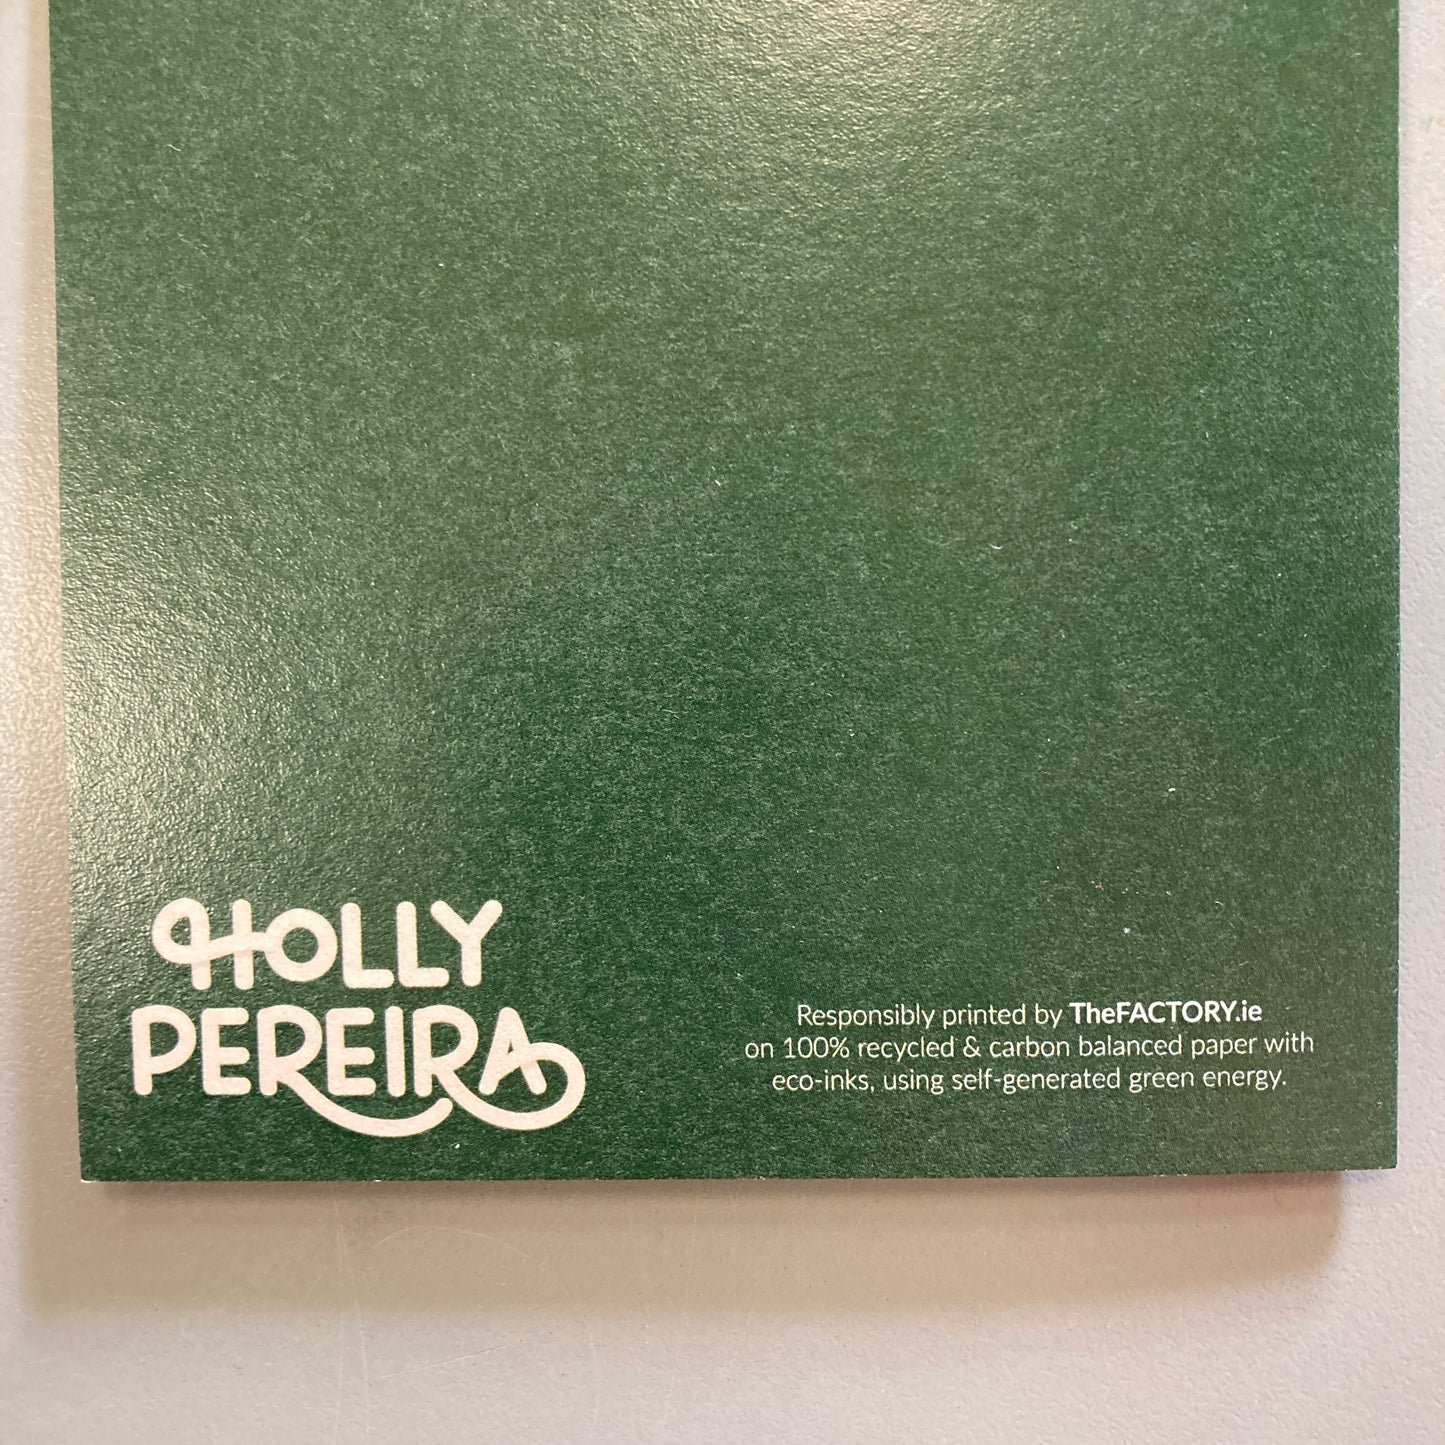 HOLLY
PEREIRA
Responsibly printed by TheFACTORY.ie
on 100% recycled & carbon balanced paper with
eco-inks, using self-generated green energy.